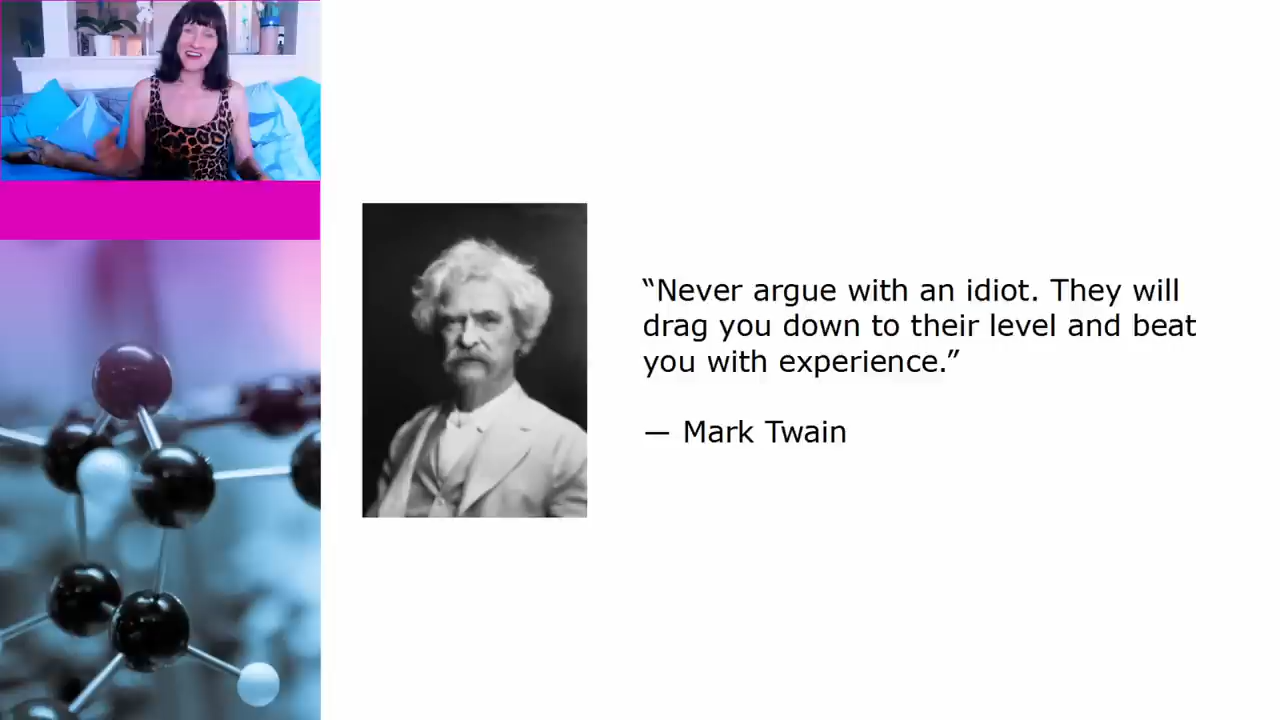 “Never argue with an idiot. They will
drag you down to their level and beat
you with experience.”
— Mark Twain